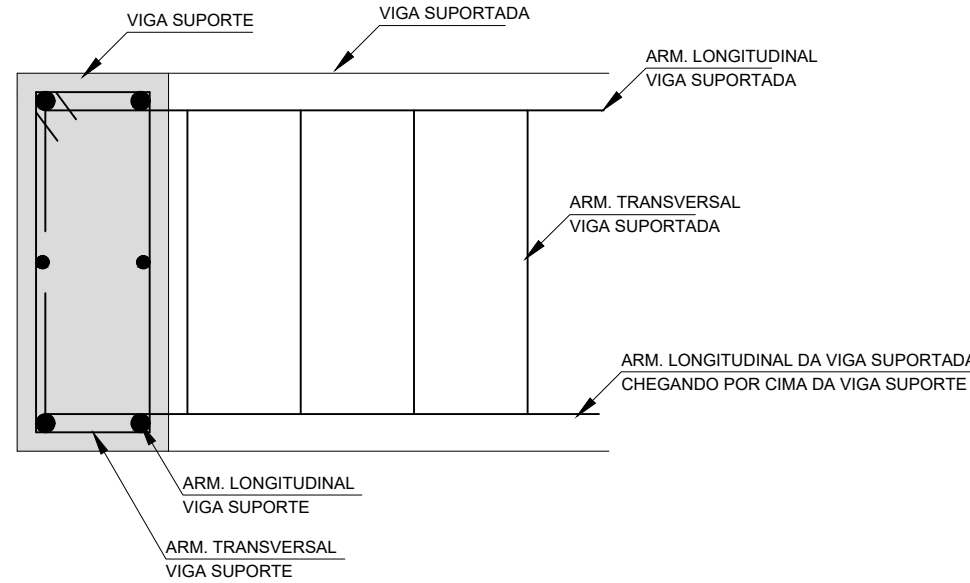 VIGA SUPORTE
VIGA SUPORTADA
ARM. LONGITUDINAL
VIGA SUPORTADA
ARM. TRANSVERSAL
VIGA SUPORTADA
ARM. LONGITUDINAL DA VIGA SUPORTADA
CHEGANDO POR CIMA DA VIGA SUPORTE
ARM. LONGITUDINAL
VIGA SUPORTE
ARM. TRANSVERSAL
VIGA SUPORTE